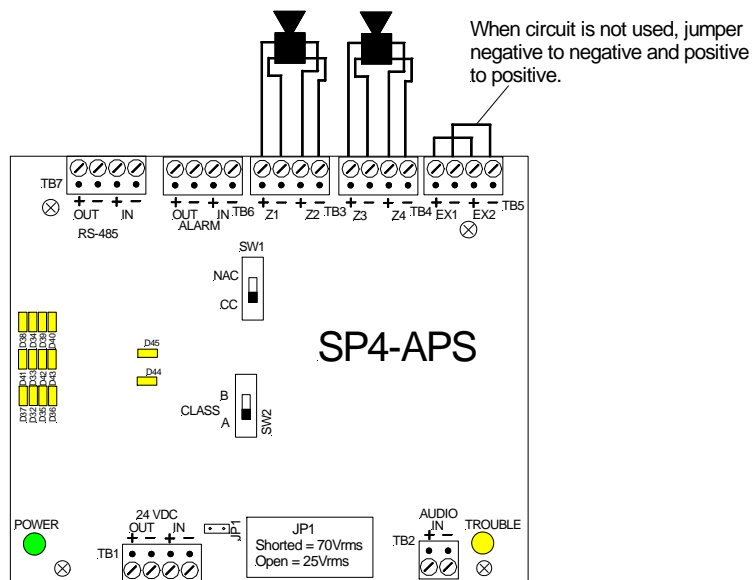 When circuit is not used, jumper
negative to negative and positive
to positive.
TB7
+ − + −
OUT IN
RS-485
+ − + −
OUT IN
ALARM
TB6
+ − + −
Z1 Z2
TB3
+ − + −
Z3 Z4
TB4
+ − + −
EX1 EX2
TB5
SW1
NAC
CC
SP4-APS
D38 D34 D39 D40
D41 D33 D42 D43
D37 D32 D35 D36
D45
D44
CLASS
B
A
SW2
POWER
24 VDC
OUT IN
+ − + −
TB1
JP1
JP1
Shorted = 70Vrms
Open = 25Vrms
AUDIO
IN
+ −
TB2
TROUBLE